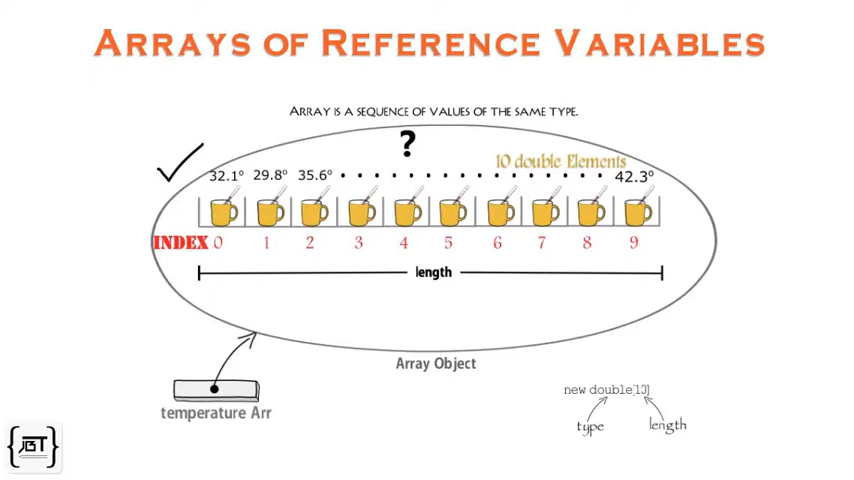 Arrays of Reference Variables
Array is a sequence of values of the same type.
?
10 double Elements
32.1° 29.8° 35.6° 42.3°
INDEX 0 1 2 3 4 5 6 7 8 9
length
Array Object
temperature Arr
new double[10]
type length
{JBT}